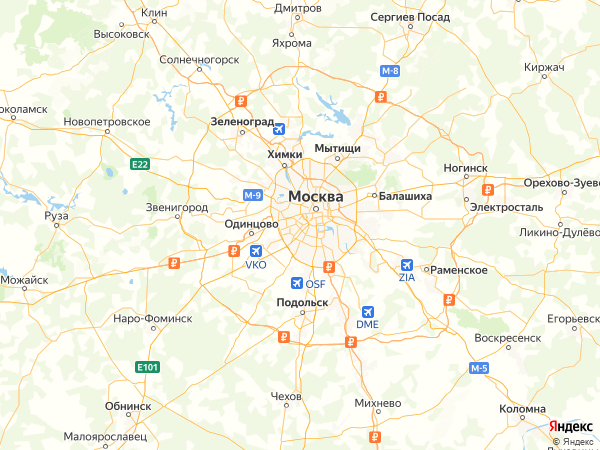 Дмитров
Клин
Сергиев Посад
Высоковск
Яхрома
Солнечногорск
М-8
Киржач
Новопетровское
Зеленоград
Мытищи
Химки
E22
Ногинск
М-9
Москва
Балашиха
Орехово-Зуево
Звенигород
Электросталь
Руза
Одинцово
Ликино-Дулёво
VKO
ZIA
Раменское
Можайск
OSF
Подольск
DME
Наро-Фоминск
Егорьевск
Воскресенск
E101
М-5
Чехов
Обнинск
Михнево
Коломна
Яндекс
Малоярославец
© Яндекс